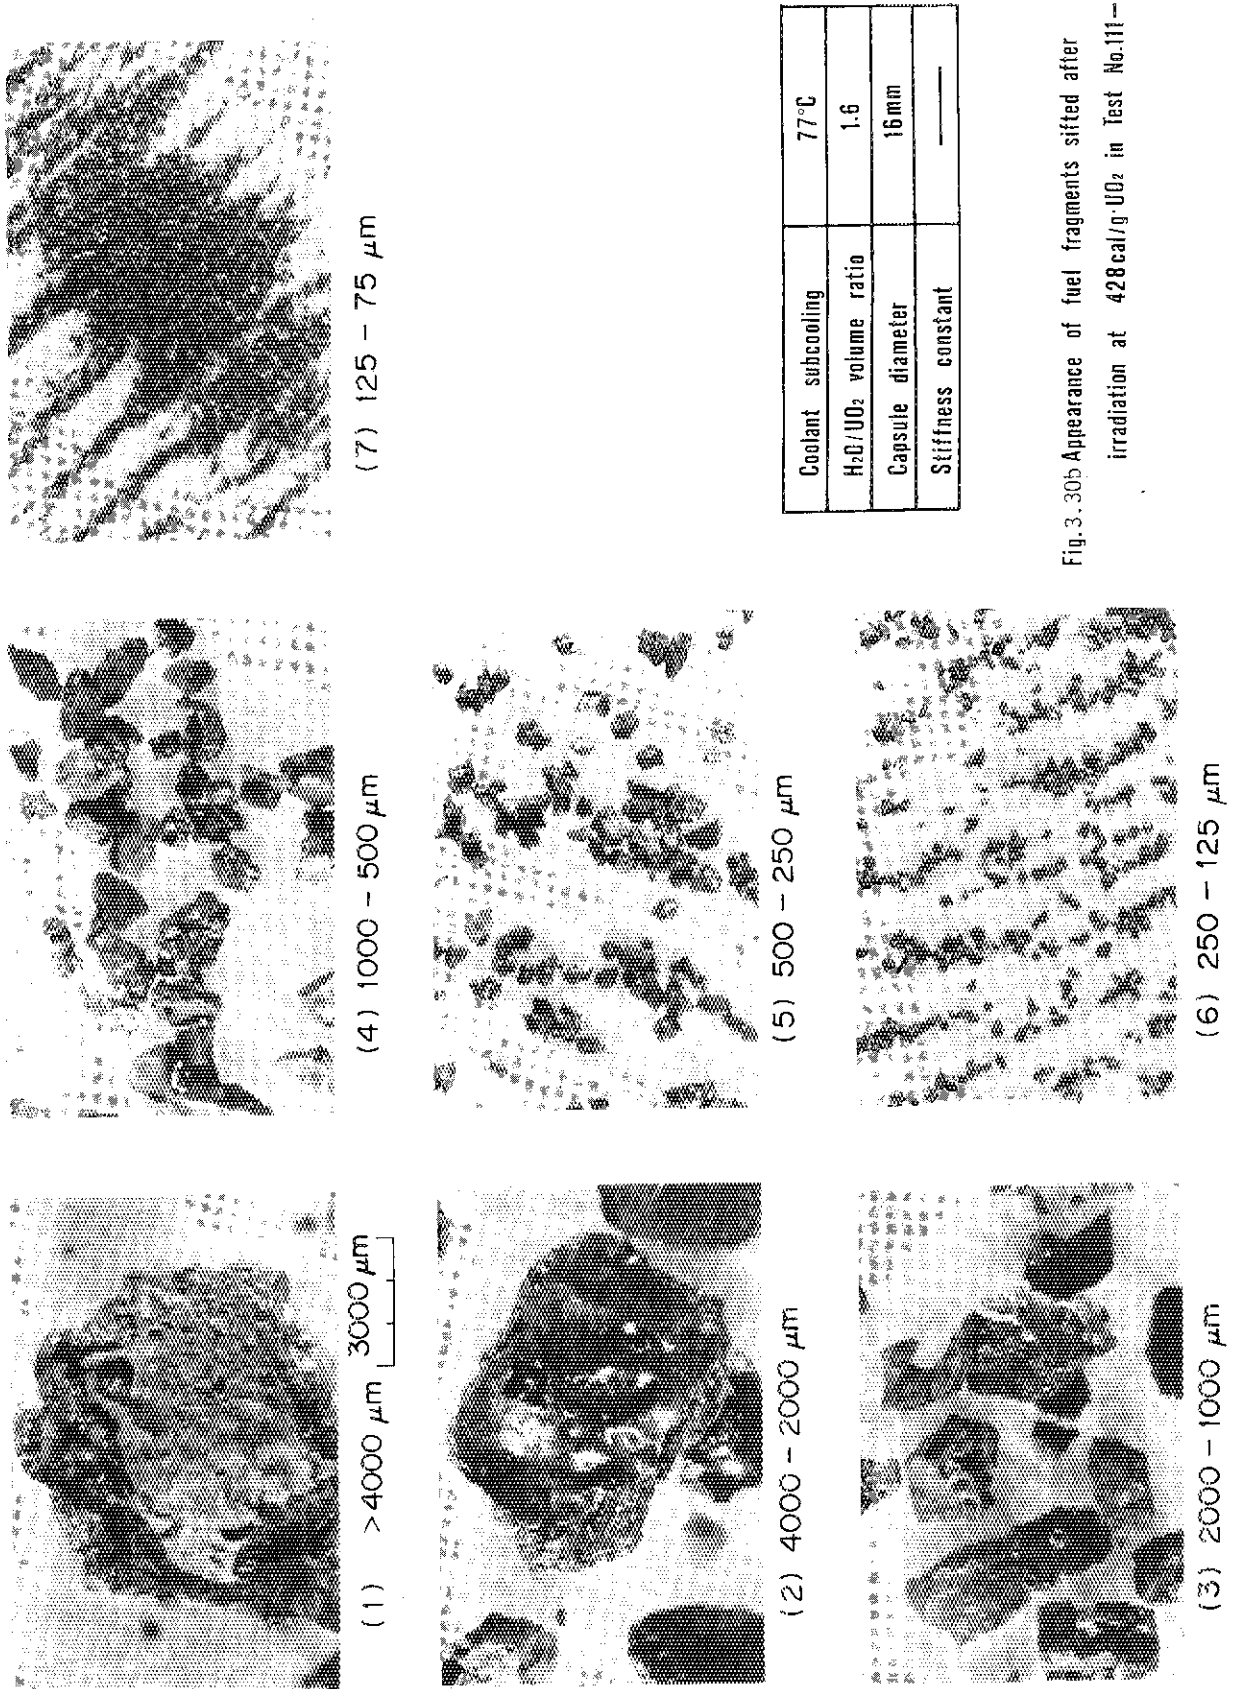 (1) >4000 μm
3000 μm
(2) 4000 - 2000 μm
(3) 2000 - 1000 μm
(4) 1000 - 500 μm
(5) 500 - 250 μm
(6) 250 - 125 μm
(7) 125 - 75 μm
Coolant subcooling 77°C
H₂O/UO₂ volume ratio 1.6
Capsule diameter 16mm
Stiffness constant ——
Fig.3.30b Appearance of fuel fragments sifted after
irradiation at 428cal/g·UO₂ in Test No.111-